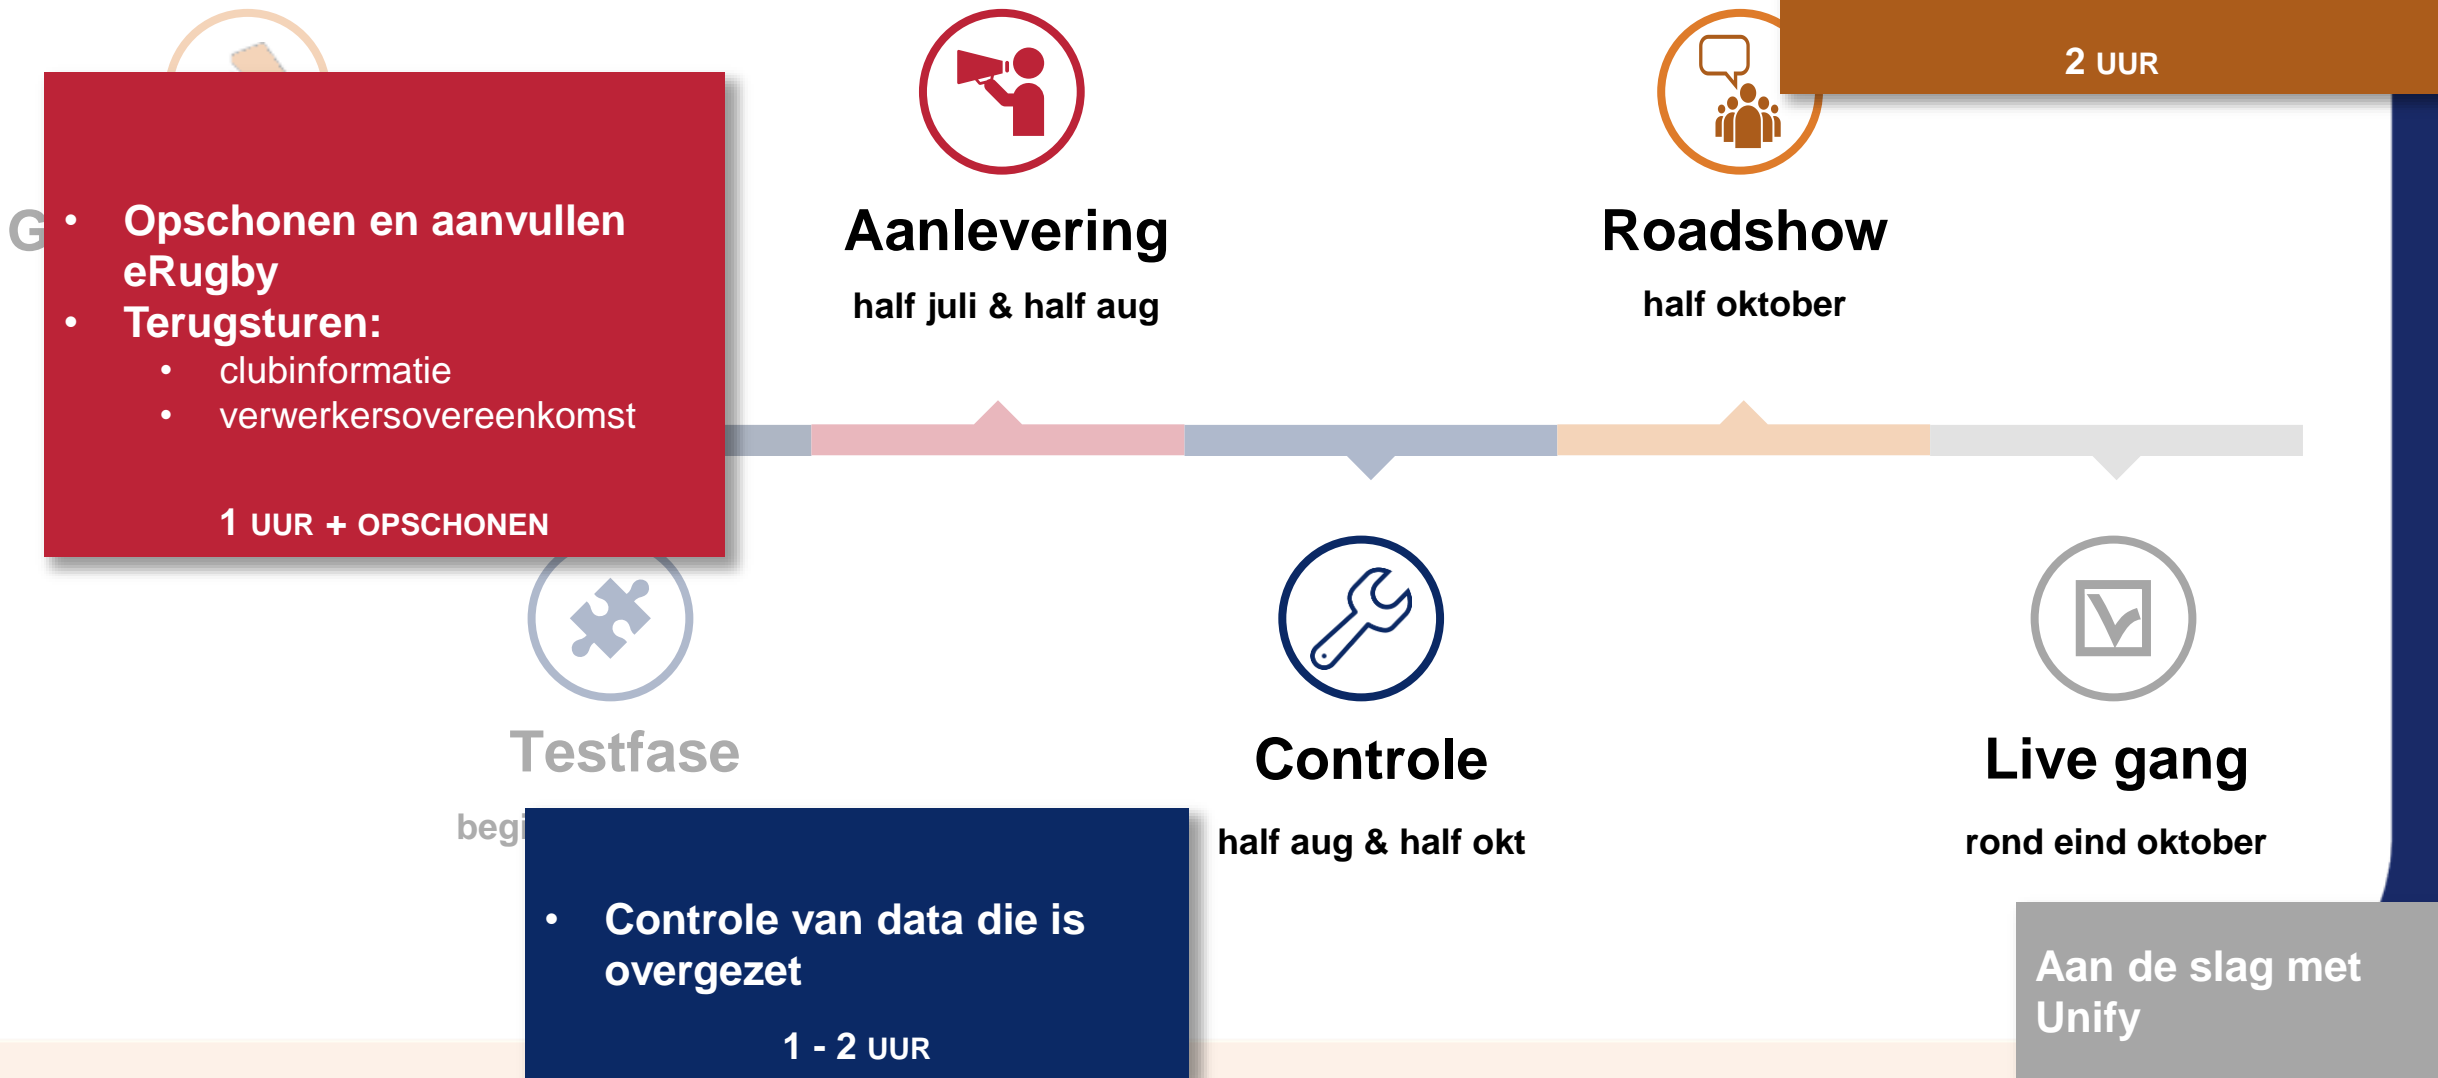 2 UUR
• Opschonen en aanvullen
eRugby
• Terugsturen:
• clubinformatie
• verwerkersovereenkomst
1 UUR + OPSCHONEN
Aanlevering
half juli & half aug
Roadshow
half oktober
Testfase
Controle
half aug & half okt
Live gang
rond eind oktober
• Controle van data die is
overgezet
1 - 2 UUR
Aan de slag met
Unify